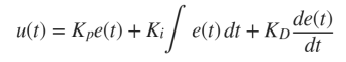 u(t) = K_p e(t) + K_i ∫ e(t) dt + K_D de(t)/dt